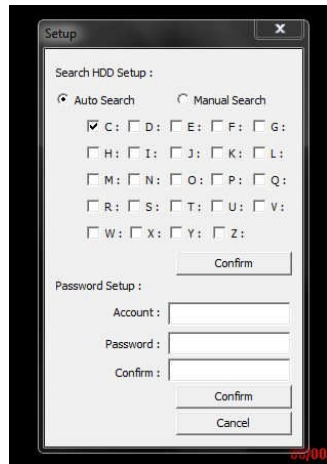 Setup
x
Search HDD Setup :
Auto Search Manual Search
C : D : E : F : G :
H : I : J : K : L :
M : N : O : P : Q :
R : S : T : U : V :
W : X : Y : Z :
Confirm
Password Setup :
Account :
Password :
Confirm :
Confirm
Cancel